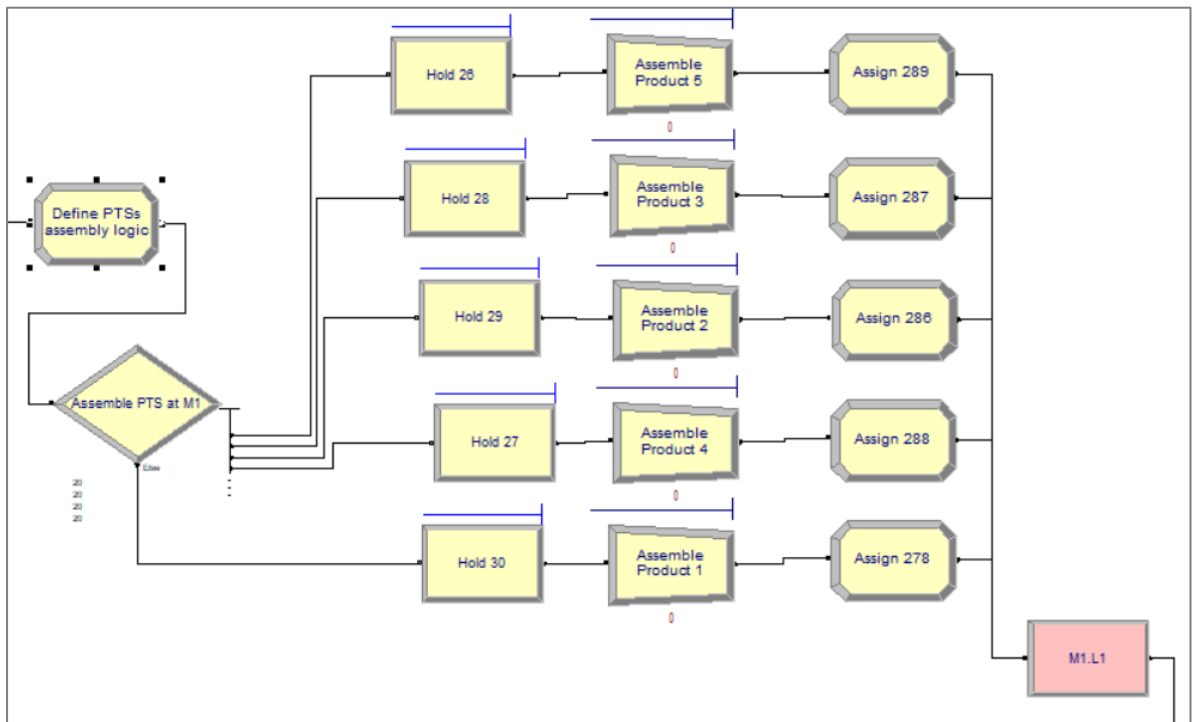 Hold 26
Assemble
Product 5
Assign 289
0
Define PTSs
assembly logic
Hold 28
Assemble
Product 3
Assign 287
0
Hold 29
Assemble
Product 2
Assign 286
0
Assemble PTS at M1
Else
20
20
20
20
Hold 27
Assemble
Product 4
Assign 288
0
Hold 30
Assemble
Product 1
Assign 278
0
M1.L1